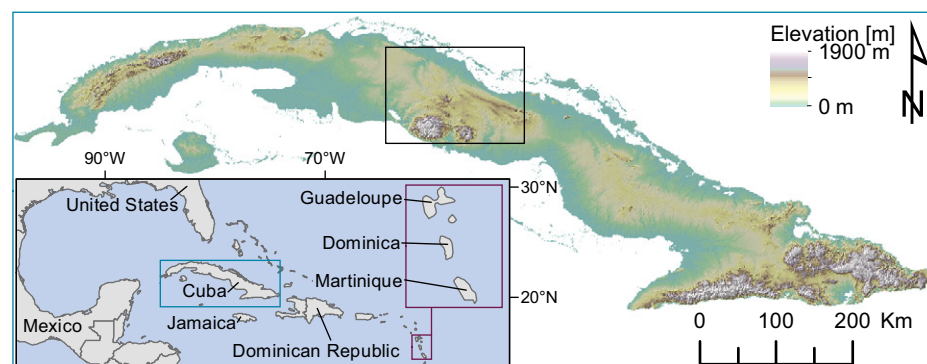 Elevation [m]
1900 m
0 m
N
90°W
70°W
30°N
20°N
United States
Guadeloupe
Dominica
Martinique
Cuba
Mexico
Jamaica
Dominican Republic
0 100 200 Km